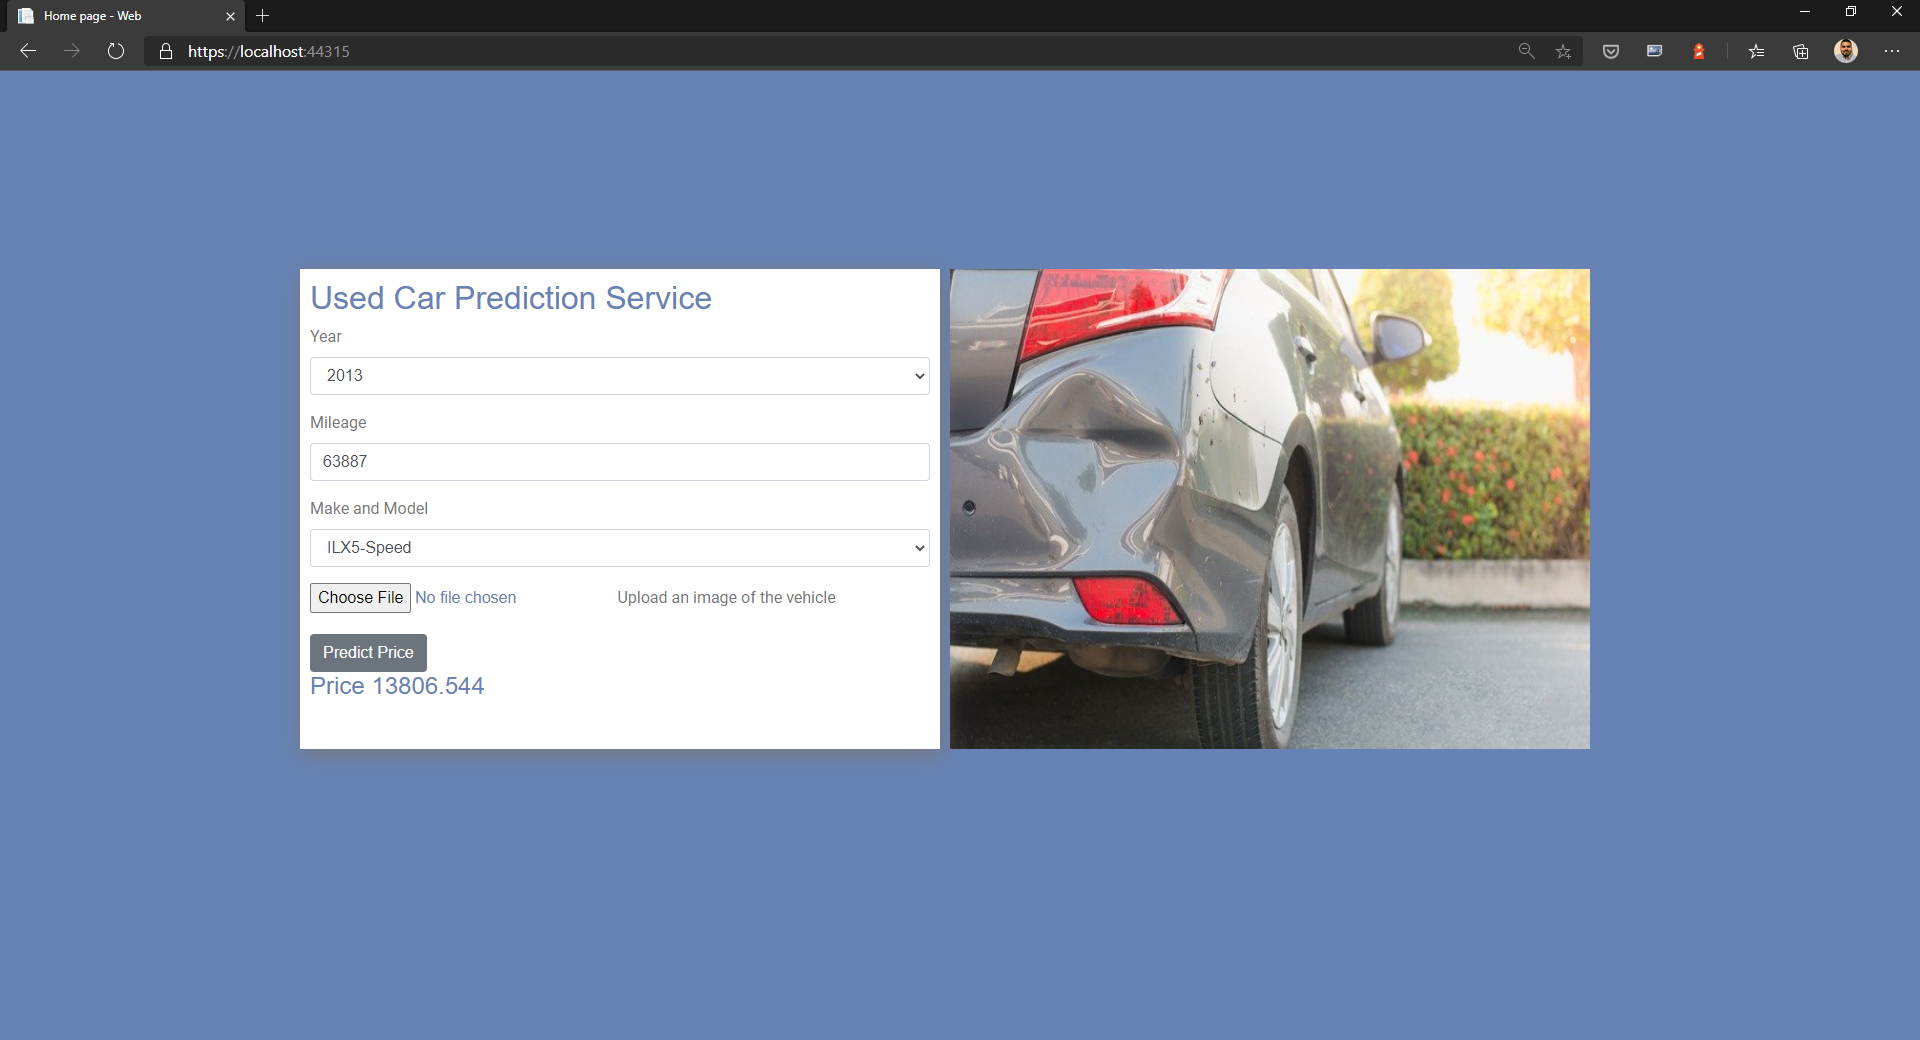 Home page - Web
https://localhost:44315
Used Car Prediction Service
Year
2013
Mileage
63887
Make and Model
ILX5-Speed
Choose File No file chosen Upload an image of the vehicle
Predict Price
Price 13806.544